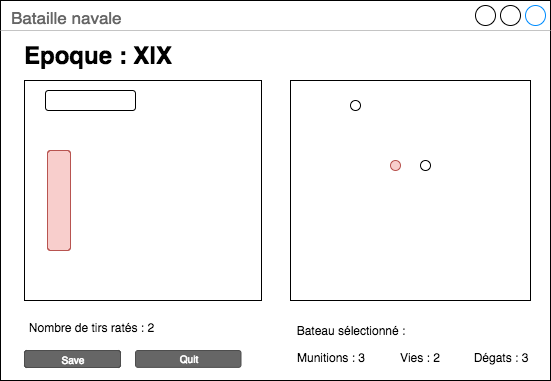 Bataille navale
Epoque : XIX
Nombre de tirs ratés : 2
Bateau sélectionné :
Save
Quit
Munitions : 3
Vies : 2
Dégats : 3